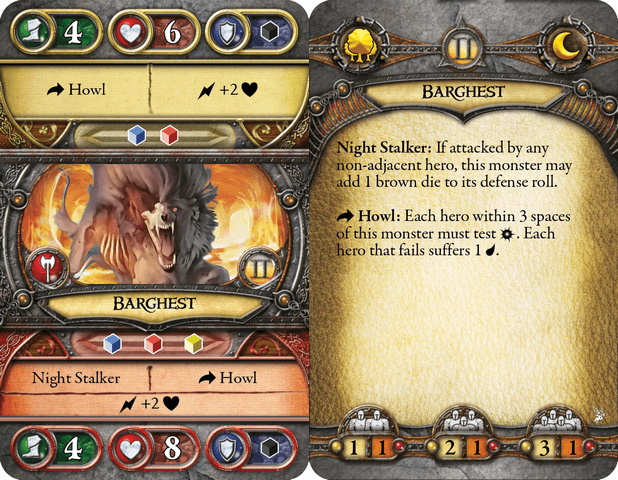 4 6
Howl +2
BARGHEST
II
Night Stalker Howl
+2
4 8
II
BARGHEST
Night Stalker: If attacked by any
non-adjacent hero, this monster may
add 1 brown die to its defense roll.
Howl: Each hero within 3 spaces
of this monster must test . Each
hero that fails suffers 1 .
1 1 2 1 3 1